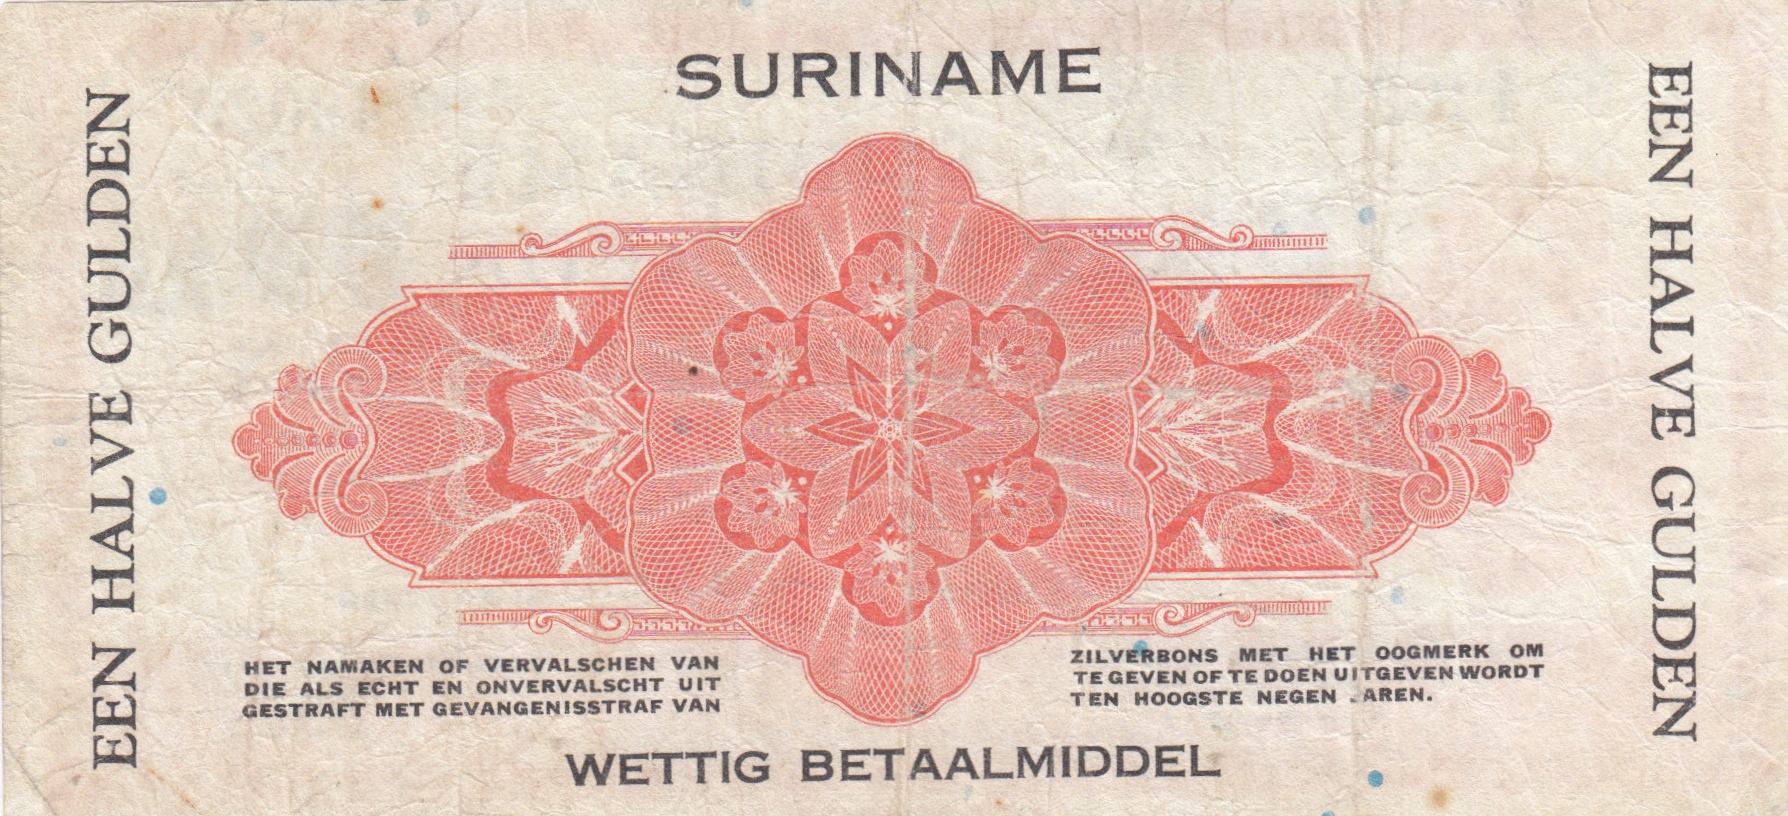 SURINAME
EEN HALVE GULDEN
EEN HALVE GULDEN
HET NAMAKEN OF VERVALSCHEN VAN
DIE ALS ECHT EN ONVERVALSCHT UIT
GESTRAFT MET GEVANGENISSTRAF VAN
ZILVERBONS MET HET OOGMERK OM
TE GEVEN OF TE DOEN UITGEVEN WORDT
TEN HOOGSTE NEGEN .AREN.
WETTIG BETAALMIDDEL